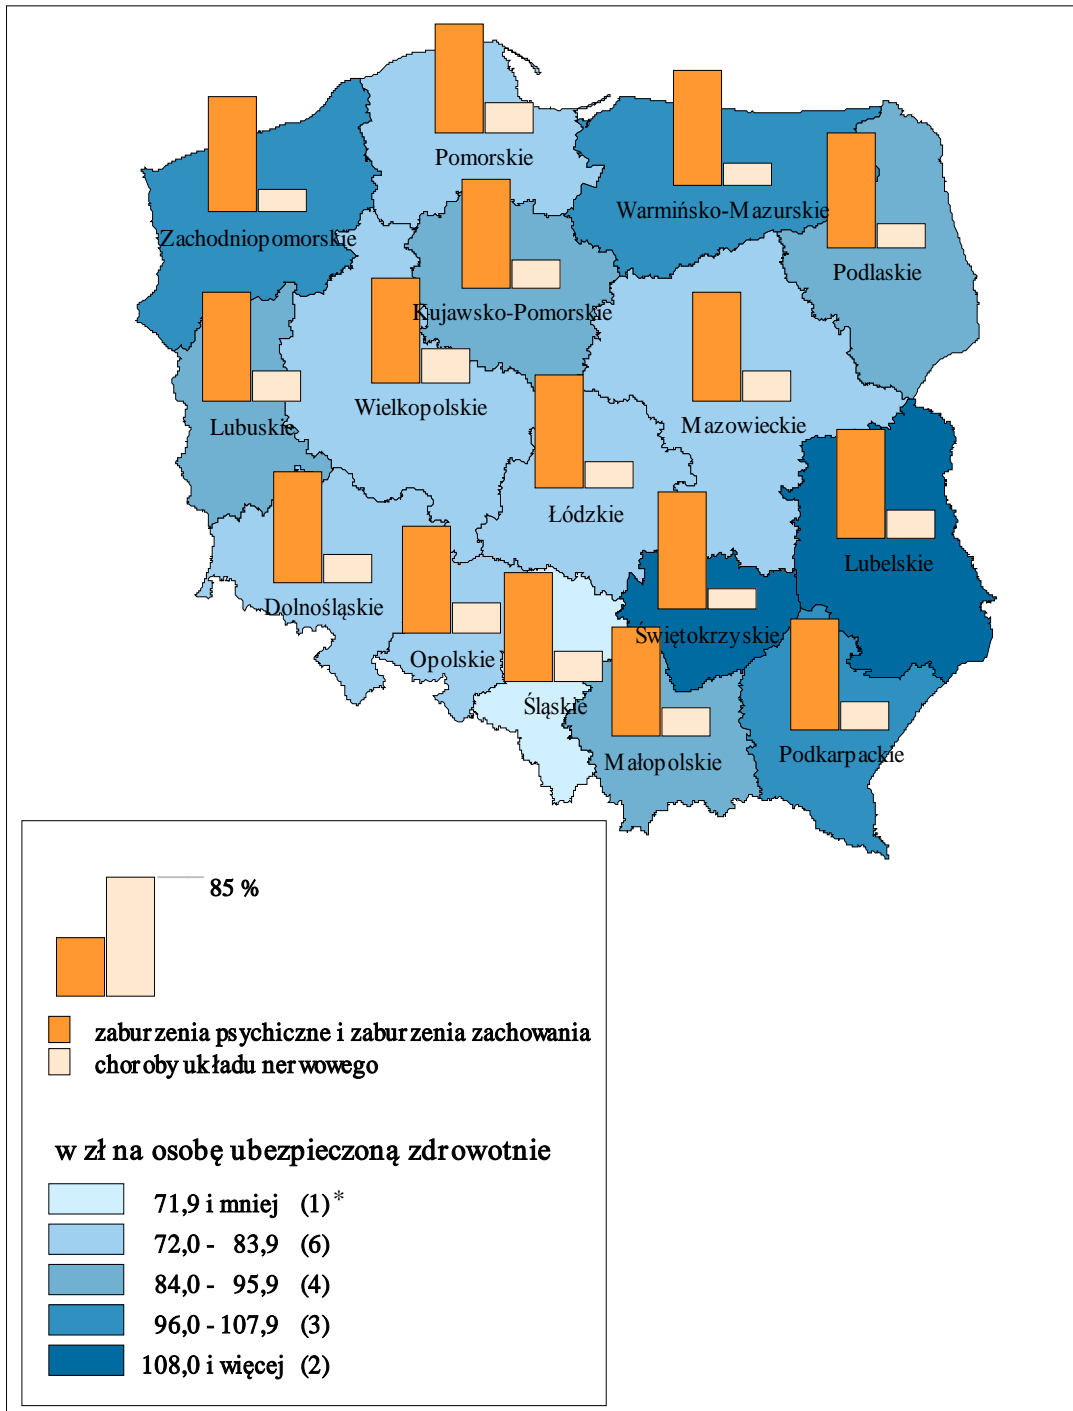 Pomorskie
Warmińsko-Mazurskie
Zachodniopomorskie
Podlaskie
Kujawsko-Pomorskie
Wielkopolskie
Mazowieckie
Lubuskie
Łódzkie
Lubelskie
Dolnośląskie
Świętokrzyskie
Opolskie
Śląskie
Podkarpackie
Małopolskie
85 %
zaburzenia psychiczne i zaburzenia zachowania
choroby układu nerwowego
w zł na osobę ubezpieczoną zdrowotnie
71,9 i mniej (1)*
72,0 - 83,9 (6)
84,0 - 95,9 (4)
96,0 - 107,9 (3)
108,0 i więcej (2)